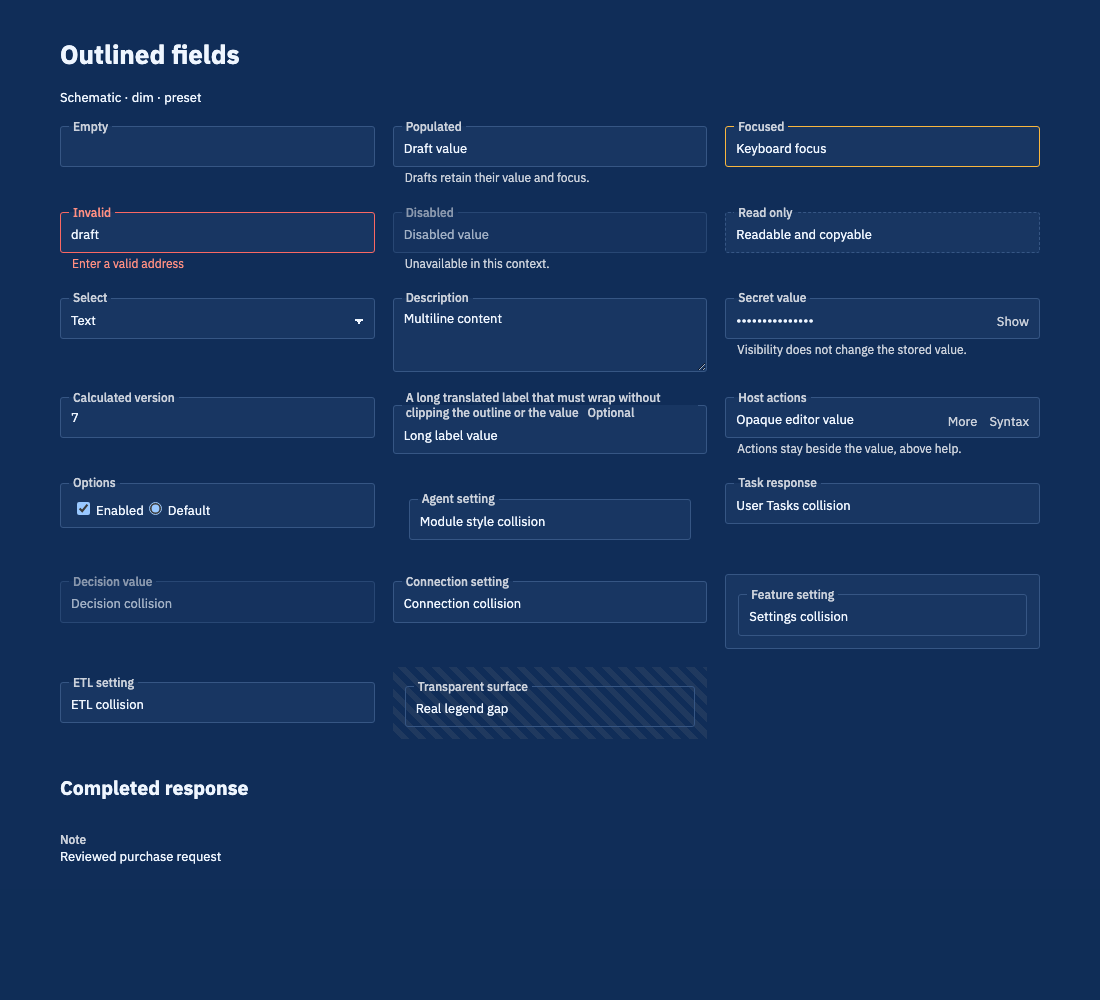 Outlined fields
Schematic · dim · preset
Empty
Populated
Draft value
Drafts retain their value and focus.
Focused
Keyboard focus
Invalid
draft
Enter a valid address
Disabled
Disabled value
Unavailable in this context.
Read only
Readable and copyable
Select
Text
Description
Multiline content
Secret value
•••••••••••••••
Show
Visibility does not change the stored value.
Calculated version
7
A long translated label that must wrap without
clipping the outline or the value Optional
Long label value
Host actions
Opaque editor value
More Syntax
Actions stay beside the value, above help.
Options
Enabled Default
Agent setting
Module style collision
Task response
User Tasks collision
Decision value
Decision collision
Connection setting
Connection collision
Feature setting
Settings collision
ETL setting
ETL collision
Transparent surface
Real legend gap
Completed response
Note
Reviewed purchase request